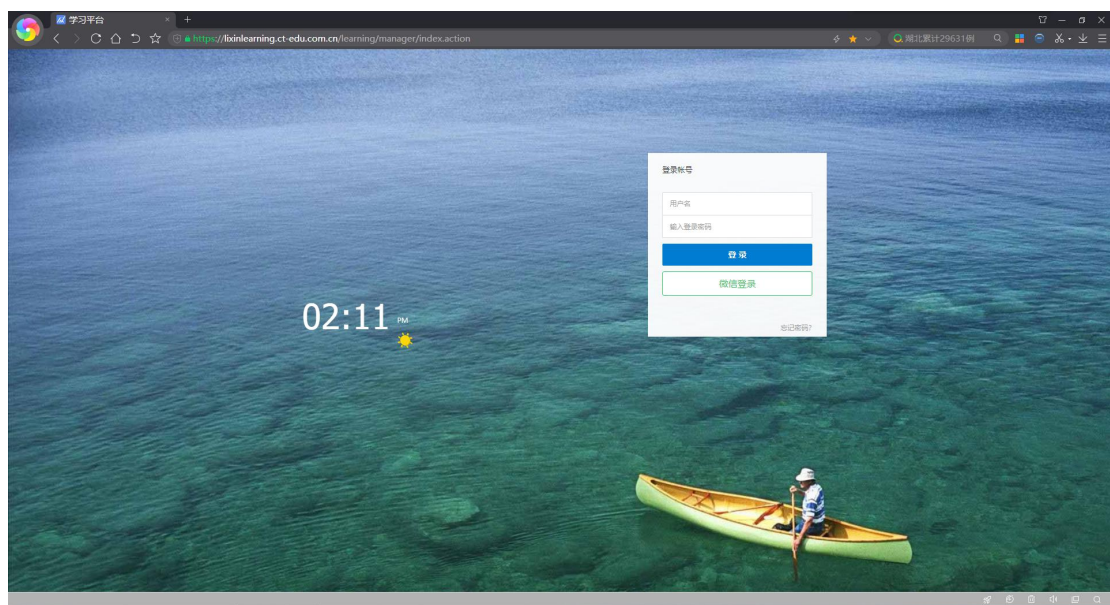 学习平台
https://lixinlearning.ct-edu.com.cn/learning/manager/index.action
湖北累计29631例
登录帐号
用户名
输入登录密码
登 录
微信登录
02:11 PM
忘记密码?